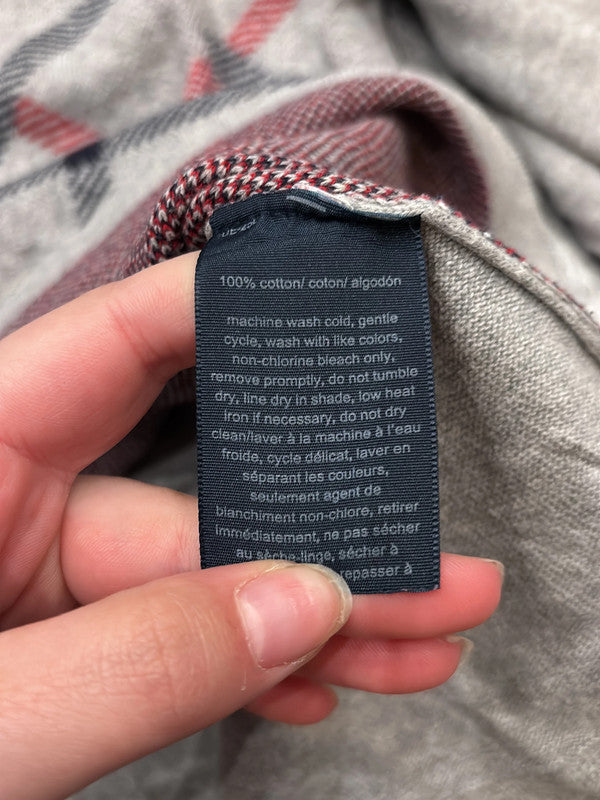 100% cotton/ coton/ algodón
machine wash cold, gentle
cycle, wash with like colors,
non-chlorine bleach only,
remove promptly, do not tumble
dry, line dry in shade, low heat
iron if necessary, do not dry
clean/laver à la machine à l'eau
froide, cycle délicat, laver en
séparant les couleurs,
seulement agent de
blanchiment non-chlore, retirer
immédiatement, ne pas sécher
au sèche-linge, sécher à
repasser à